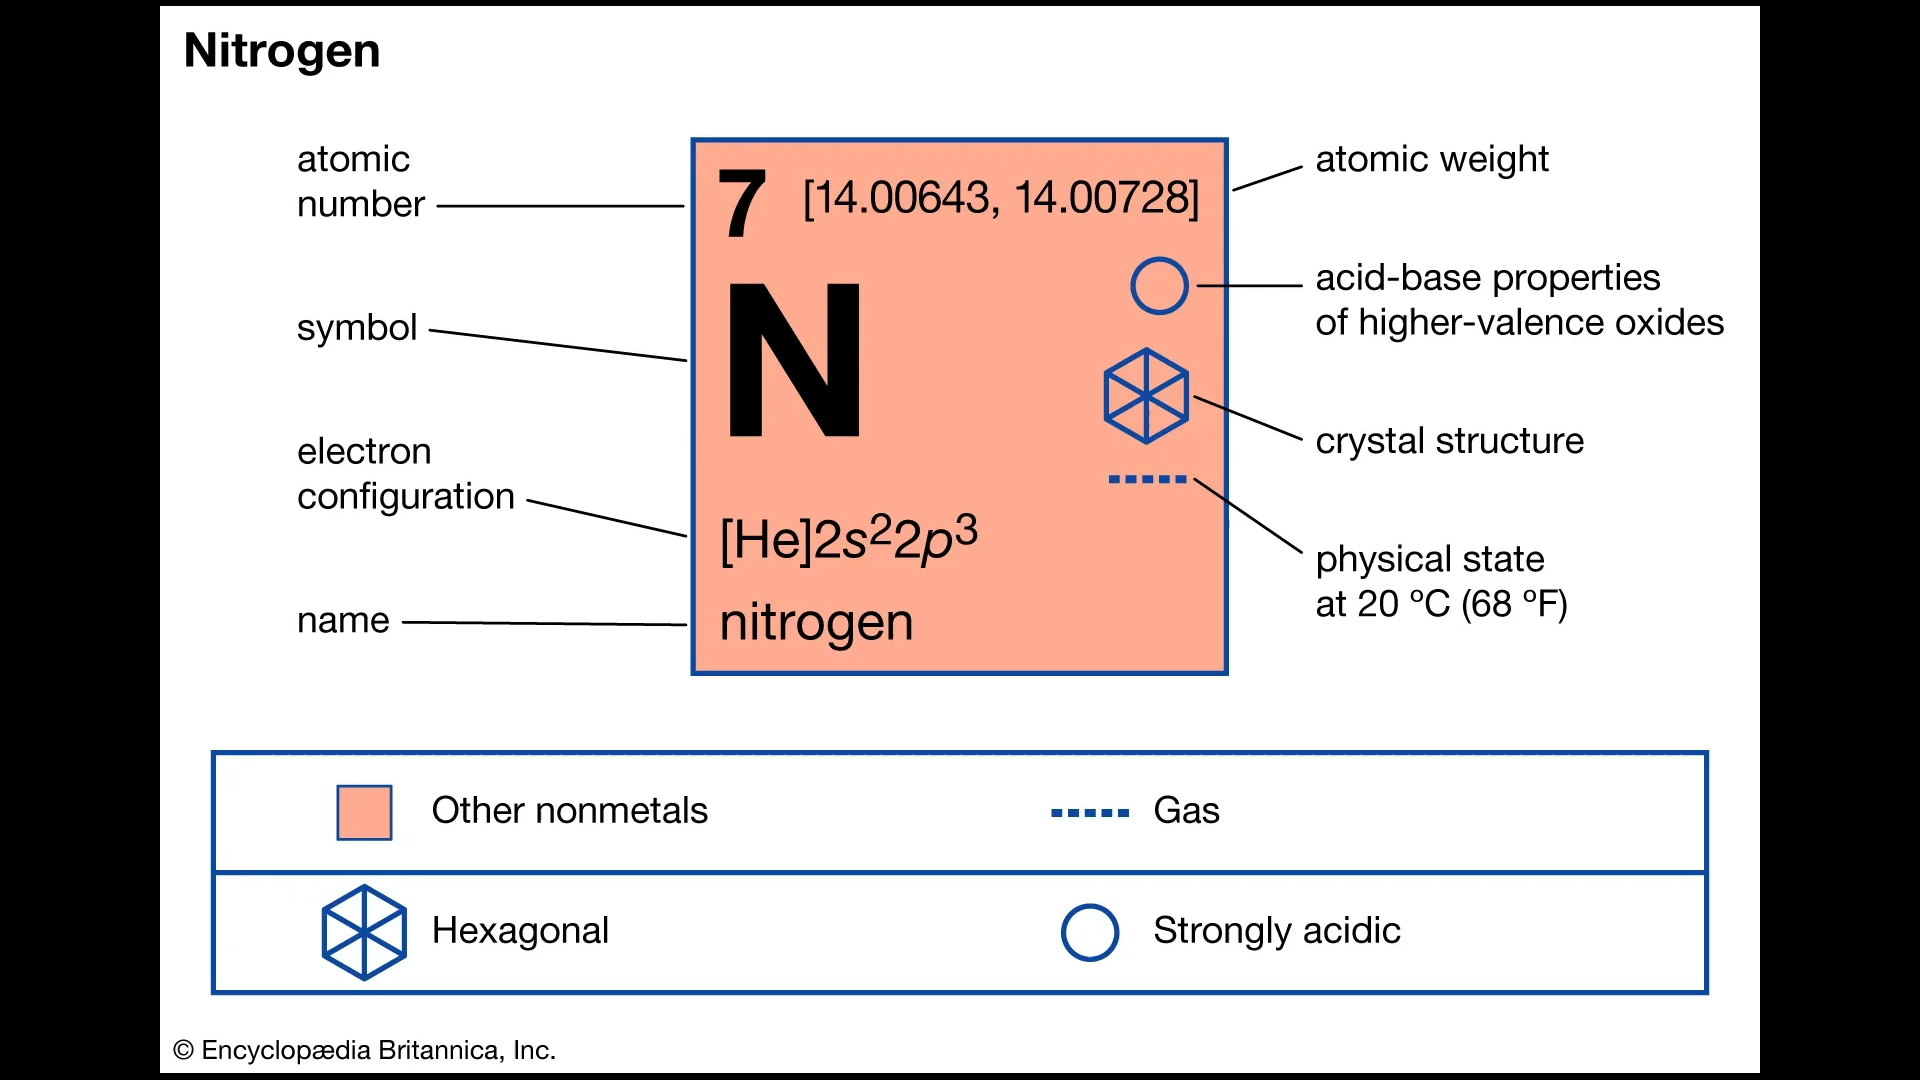 Nitrogen
atomic
number
symbol
electron
configuration
name
7 [14.00643, 14.00728]
N
[He]2s²2p³
nitrogen
atomic weight
acid-base properties
of higher-valence oxides
crystal structure
physical state
at 20 ºC (68 ºF)
Other nonmetals
Gas
Hexagonal
Strongly acidic
© Encyclopædia Britannica, Inc.